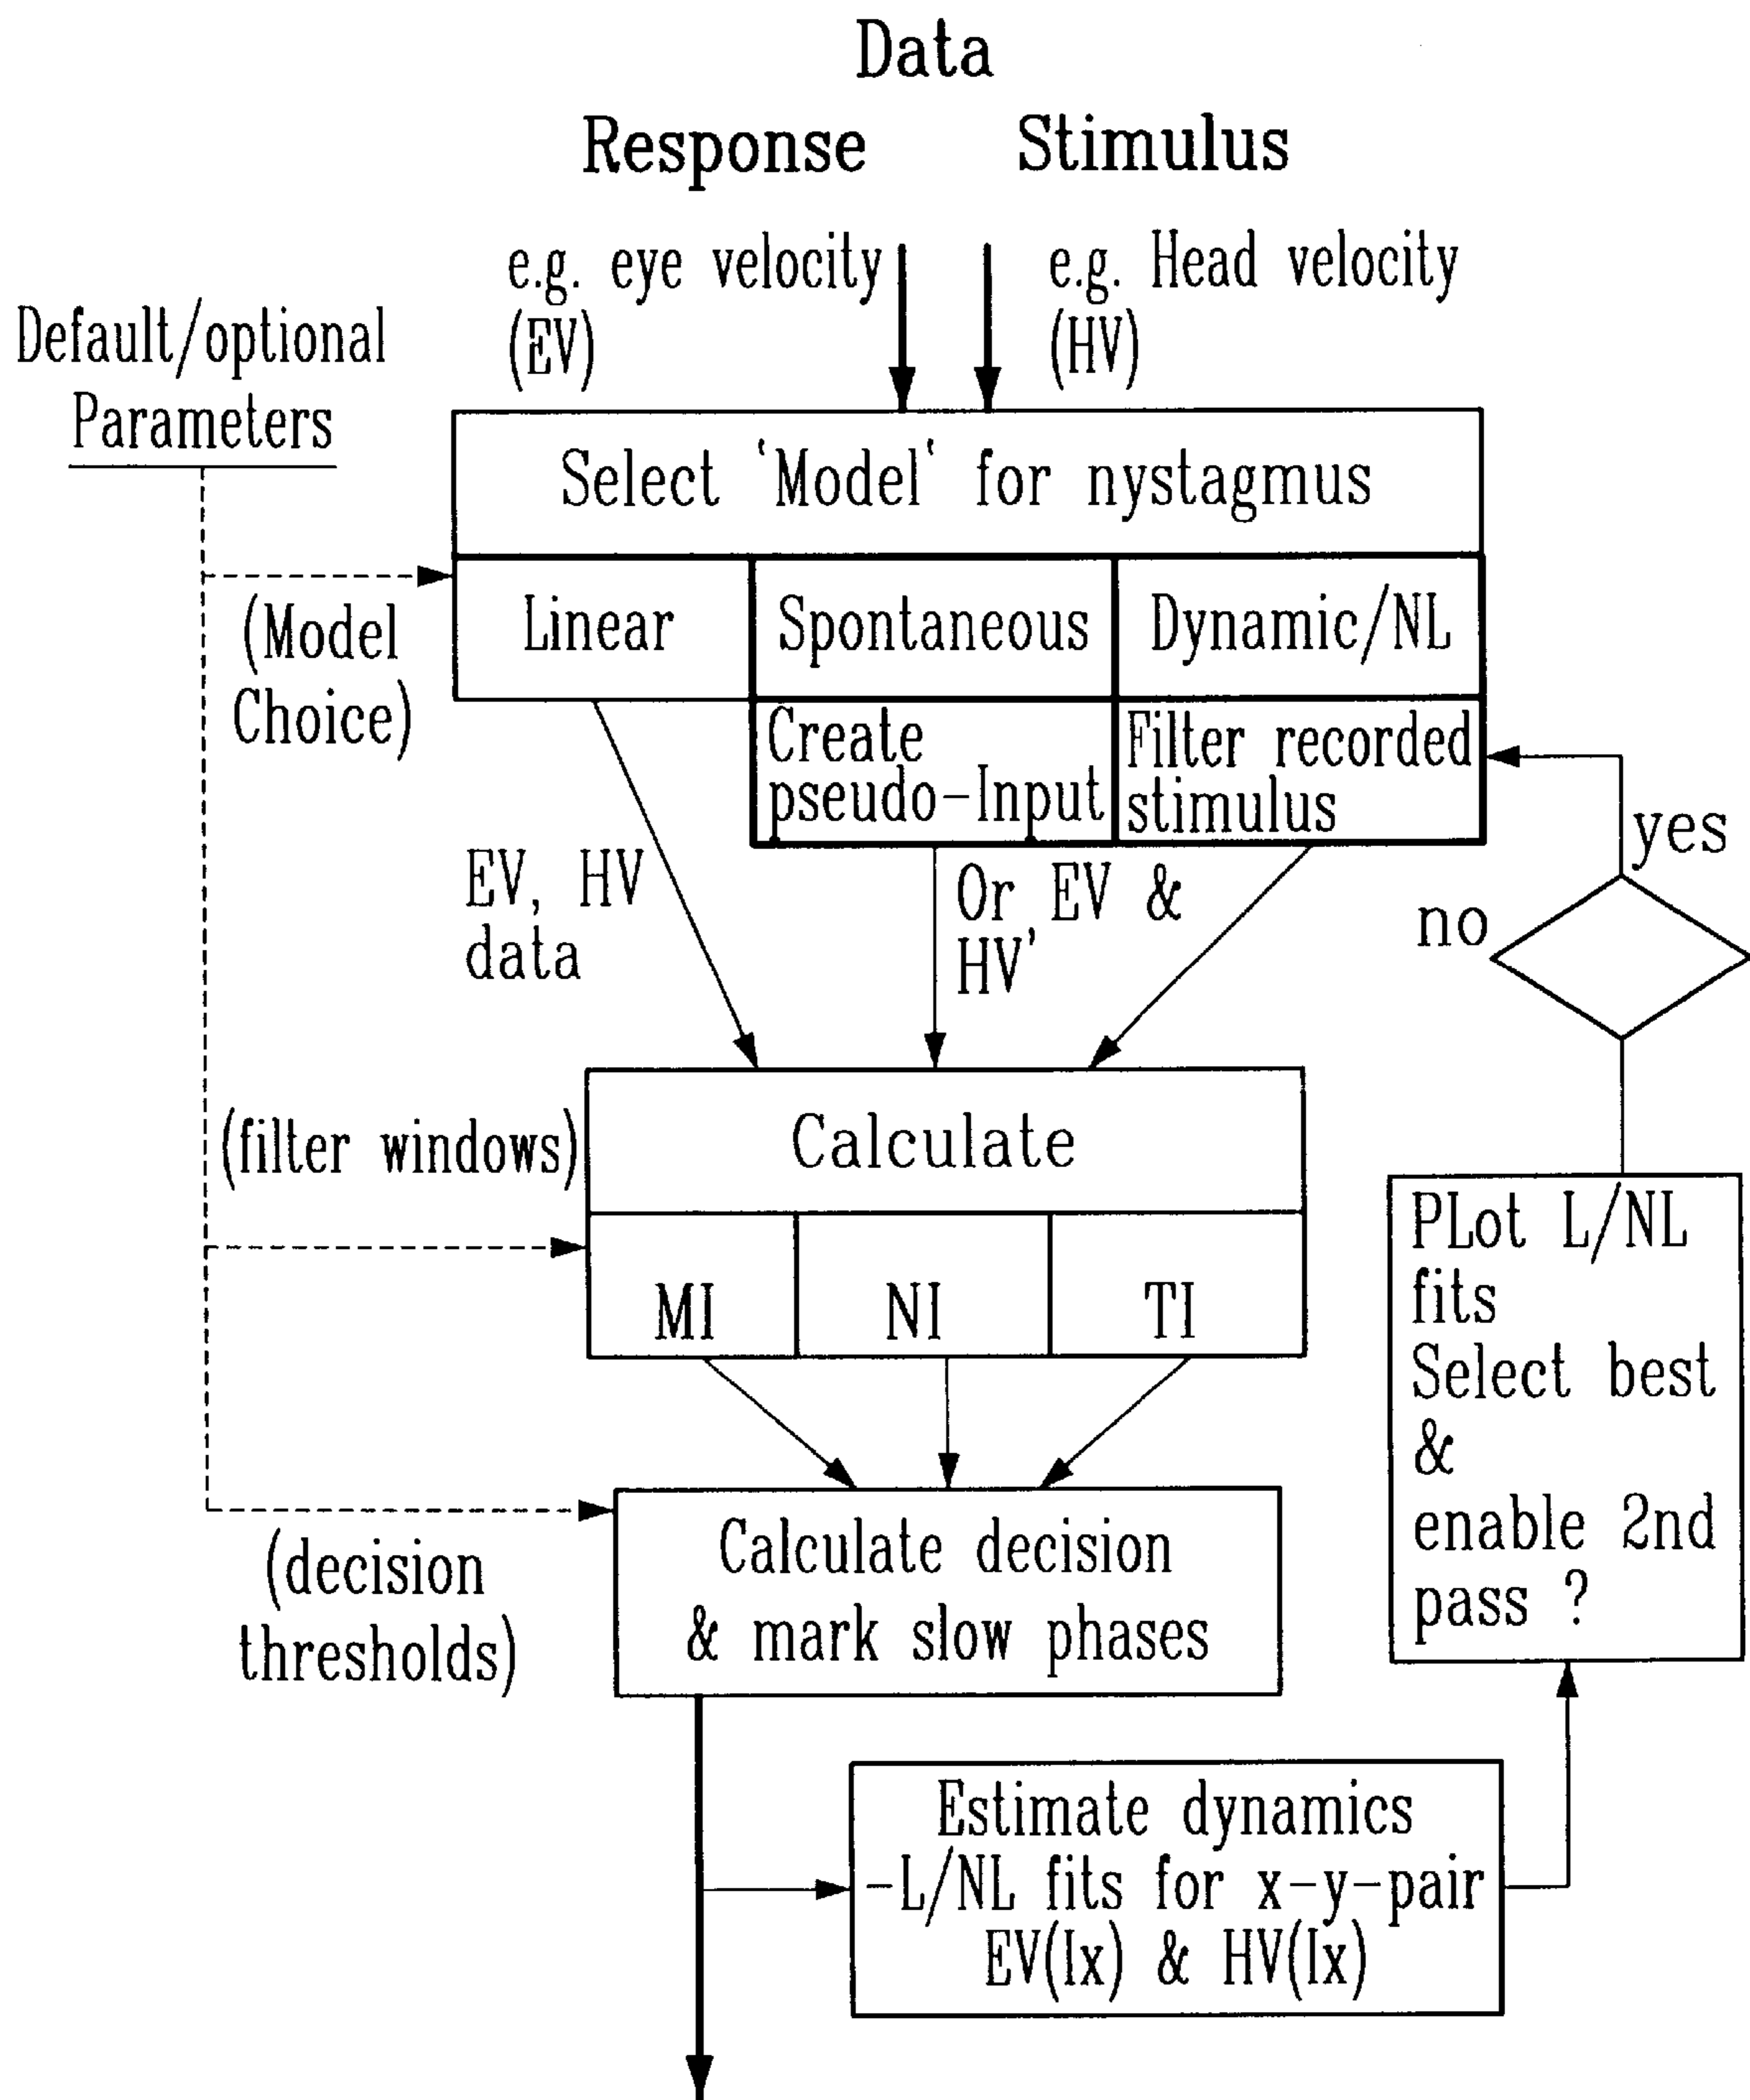 Data
Response Stimulus
e.g. eye velocity
(EV)
e.g. Head velocity
(HV)
Default/optional
Parameters
Select 'Model' for nystagmus
(Model
Choice)
Linear
Spontaneous
Dynamic/NL
Create
pseudo-Input
Filter recorded
stimulus
EV, HV
data
Or EV &
HV'
yes
no
(filter windows)
Calculate
MI
NI
TI
PLot L/NL
fits
Select best
&
enable 2nd
pass ?
(decision
thresholds)
Calculate decision
& mark slow phases
Estimate dynamics
-L/NL fits for x-y-pair
EV(Ix) & HV(Ix)